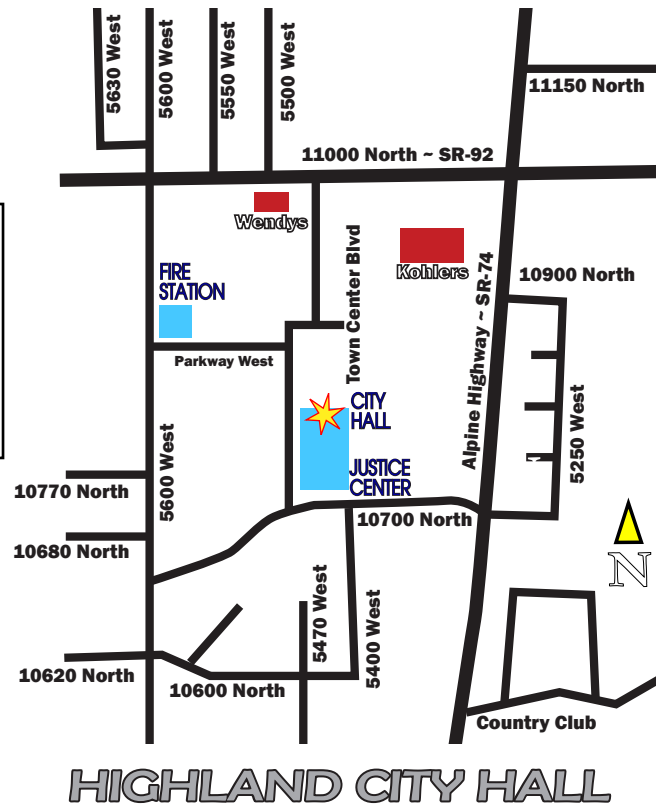 5630 West
5600 West
5550 West
5500 West
11150 North
11000 North ~ SR-92
Wendys
Kohlers
Town Center Blvd
Alpine Highway ~ SR-74
10900 North
FIRE
STATION
Parkway West
CITY
HALL
JUSTICE
CENTER
5250 West
5600 West
10770 North
10700 North
10680 North
N
5470 West
5400 West
10620 North
10600 North
Country Club
HIGHLAND CITY HALL